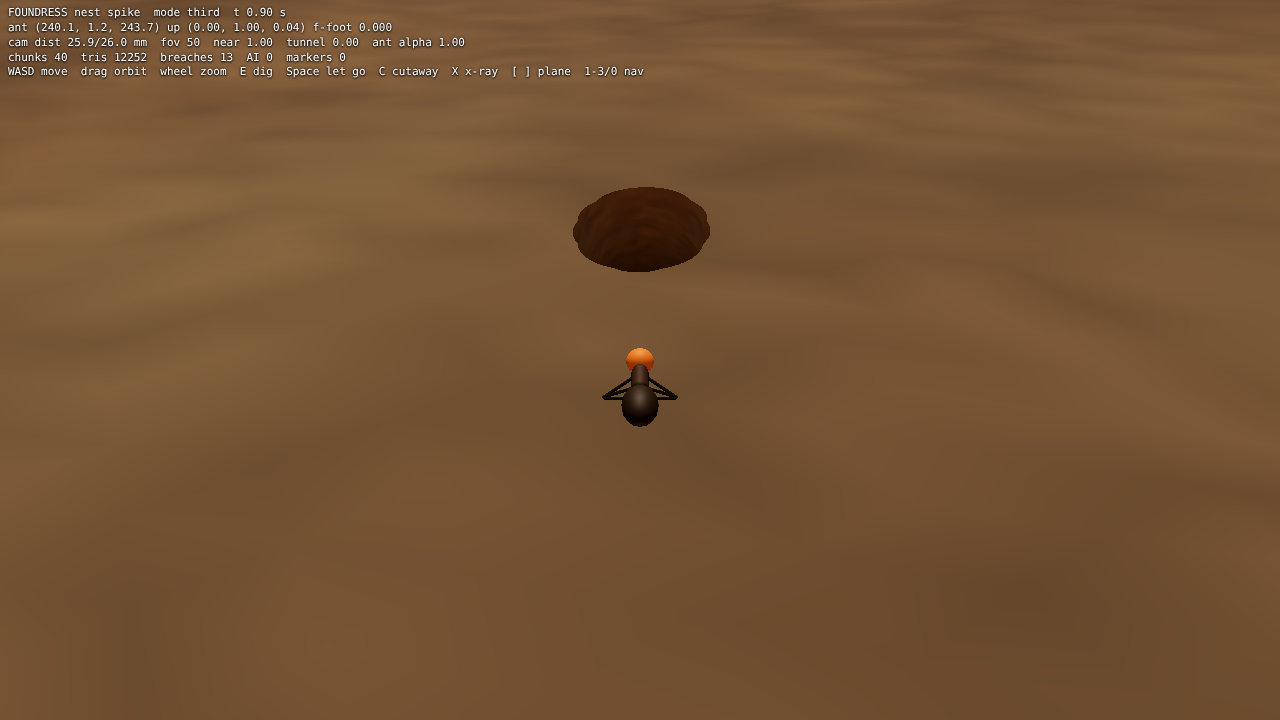 FOUNDRESS nest spike  mode third  t 0.90 s
ant (240.1, 1.2, 243.7) up (0.00, 1.00, 0.04) f-foot 0.000
cam dist 25.9/26.0 mm  fov 50  near 1.00  tunnel 0.00  ant alpha 1.00
chunks 40  tris 12252  breaches 13  AI 0  markers 0
WASD move  drag orbit  wheel zoom  E dig  Space let go  C cutaway  X x-ray  [ ] plane  1-3/0 nav